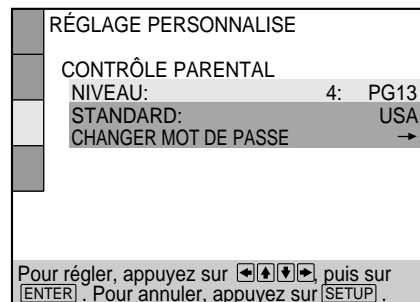 RÉGLAGE PERSONNALISE
CONTRÔLE PARENTAL
NIVEAU: 4: PG13
STANDARD: USA
CHANGER MOT DE PASSE →
Pour régler, appuyez sur ←↑↓→, puis sur
ENTER . Pour annuler, appuyez sur SETUP .